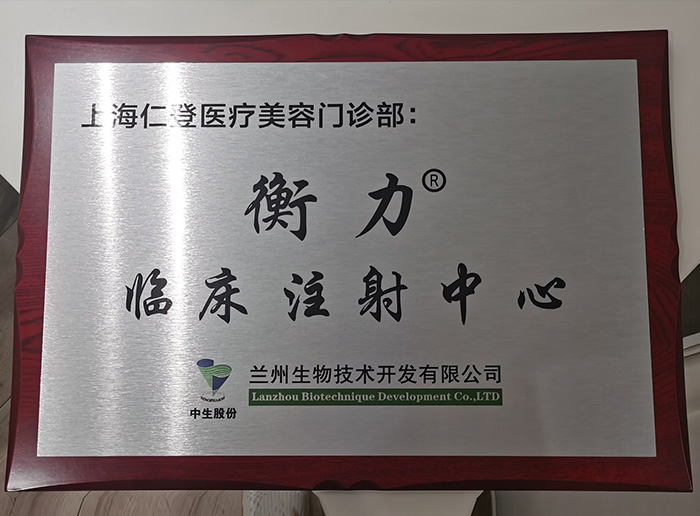 上海仁登医疗美容门诊部：
衡力®
临床注射中心
兰州生物技术开发有限公司
Lanzhou Biotechnique Development Co.,LTD
中生股份